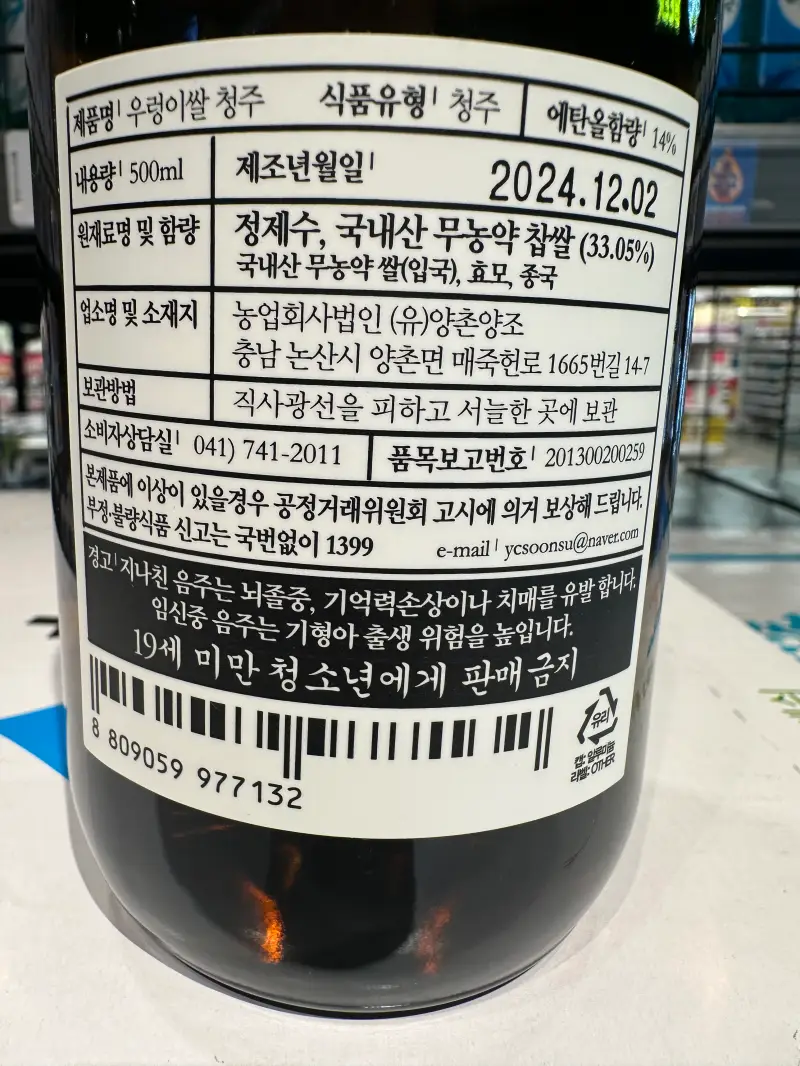 제품명 우렁이쌀 청주 식품유형 청주 에탄올함량 14%
내용량 500ml 제조년월일 2024.12.02
원재료명 및 함량 정제수, 국내산 무농약 찹쌀 (33.05%)
국내산 무농약 쌀(입국), 효모, 종국
업소명 및 소재지 농업회사법인 (유)양촌양조
충남 논산시 양촌면 매죽헌로 1665번길 14-7
보관방법 직사광선을 피하고 서늘한 곳에 보관
소비자상담실 041) 741-2011 품목보고번호 201300200259
본제품에 이상이 있을경우 공정거래위원회 고시에 의거 보상해 드립니다.
부정·불량식품 신고는 국번없이 1399 e-mail ycsoonsu@naver.com
경고 지나친 음주는 뇌졸중, 기억력손상이나 치매를 유발 합니다.
임신중 음주는 기형아 출생 위험을 높입니다.
19세 미만 청소년에게 판매금지
유리
캡: 알루미늄
라벨: OTHER
8 809059 977132